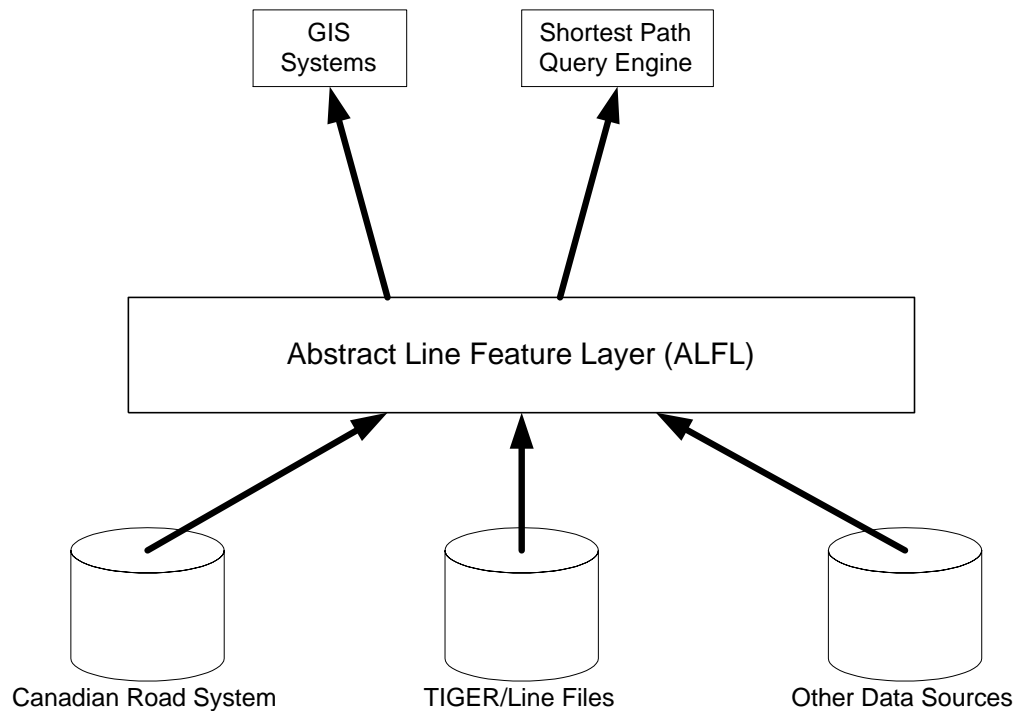 GIS
Systems
Shortest Path
Query Engine
Abstract Line Feature Layer (ALFL)
Canadian Road System
TIGER/Line Files
Other Data Sources